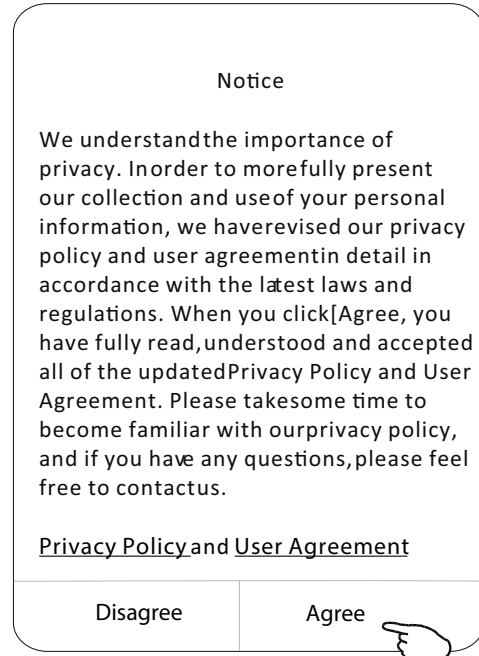 Notice
We understand the importance of
privacy. Inorder to morefully present
our collection and useof your personal
information, we haverevised our privacy
policy and user agreementin detail in
accordance with the latest laws and
regulations. When you click[Agree, you
have fully read,understood and accepted
all of the updatedPrivacy Policy and User
Agreement. Please takesome time to
become familiar with ourprivacy policy,
and if you have any questions,please feel
free to contactus.
Privacy Policy and User Agreement
Disagree
Agree